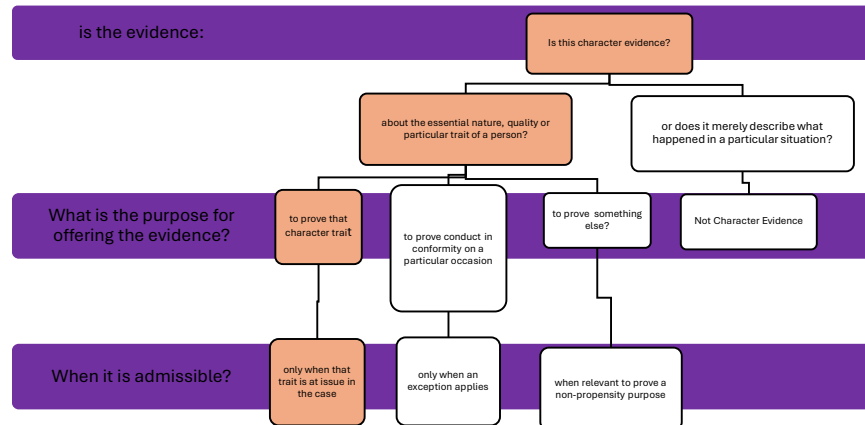 is the evidence:
Is this character evidence?
about the essential nature, quality or
particular trait of a person?
or does it merely describe what
happened in a particular situation?
What is the purpose for
offering the evidence?
to prove that
character trait
to prove conduct in
conformity on a
particular occasion
to prove something
else?
Not Character Evidence
When it is admissible?
only when that
trait is at issue in
the case
only when an
exception applies
when relevant to prove a
non-propensity purpose